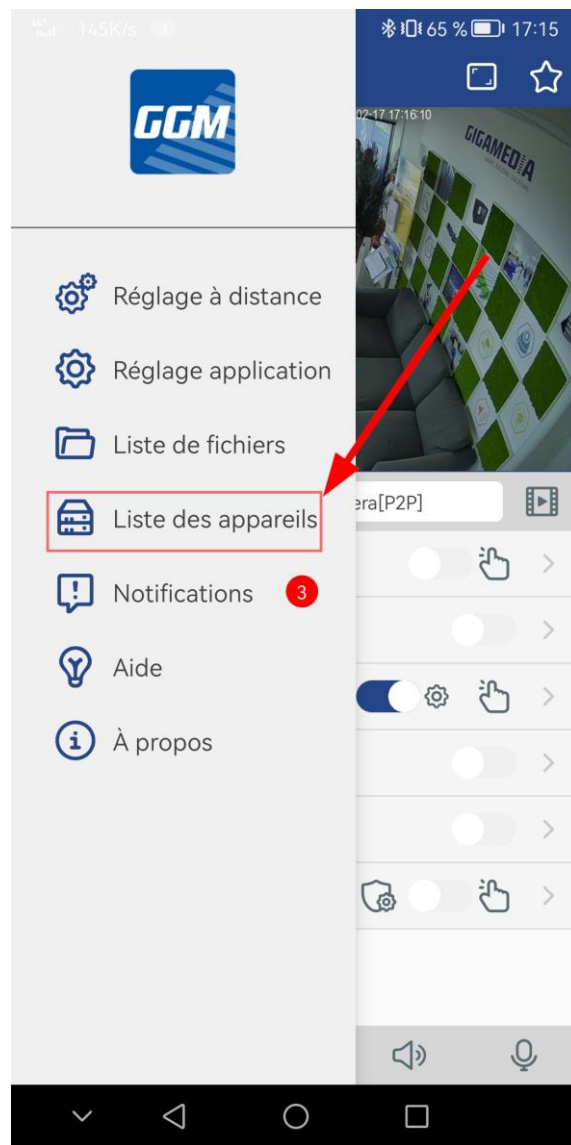 145K/s 3 65 % 17:15
GGM
02-17 17:16:10
GIGAMEDIA
Réglage à distance
Réglage application
Liste de fichiers
Liste des appareils
era[P2P]
Notifications 3
Aide
À propos